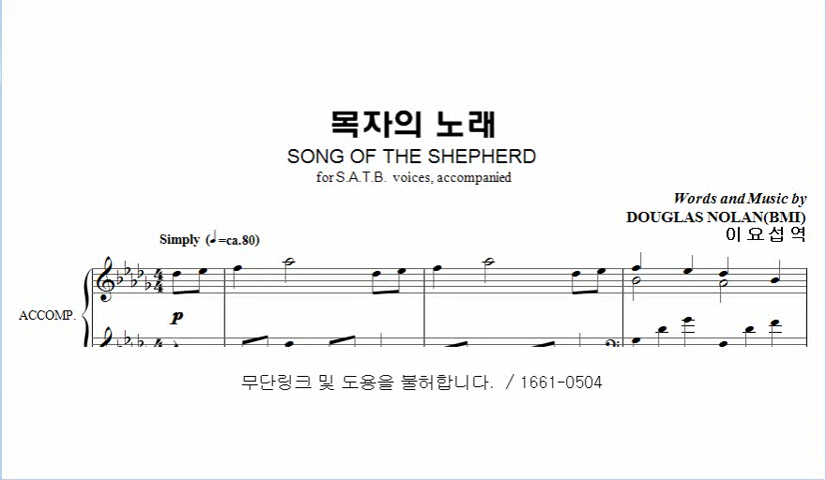 목자의 노래
SONG OF THE SHEPHERD
for S.A.T.B. voices, accompanied
Words and Music by
DOUGLAS NOLAN(BMI)
이 요 섭 역
Simply (♩=ca.80)
ACCOMP.
p
무단링크 및 도용을 불허합니다. / 1661-0504